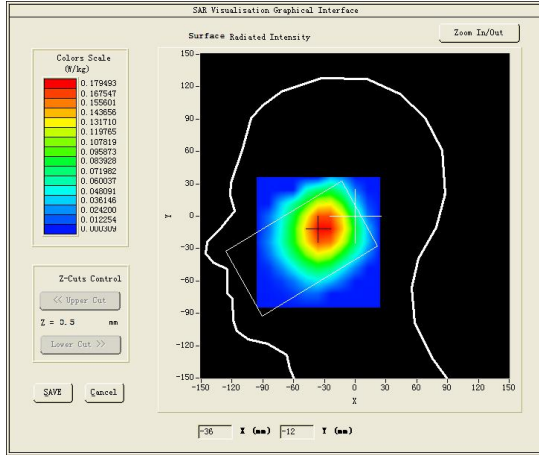 SAR Visualisation Graphical Interface
Surface Radiated Intensity
Zoom In/Out
Colors Scale
(W/kg)
0.179493
0.167547
0.155601
0.143656
0.131710
0.119765
0.107819
0.095873
0.083928
0.071982
0.060037
0.048091
0.036146
0.024200
0.012254
0.000309
Z-Cuts Control
<< Upper Cut
Z = 3.5 mm
Lower Cut >>
SAVE
Cancel
150
120
90
60
30
0
-30
-60
-90
-120
-150
Y
-150 -120 -90 -60 -30 0 30 60 90 120 150
X
-36 X (mm) -12 Y (mm)